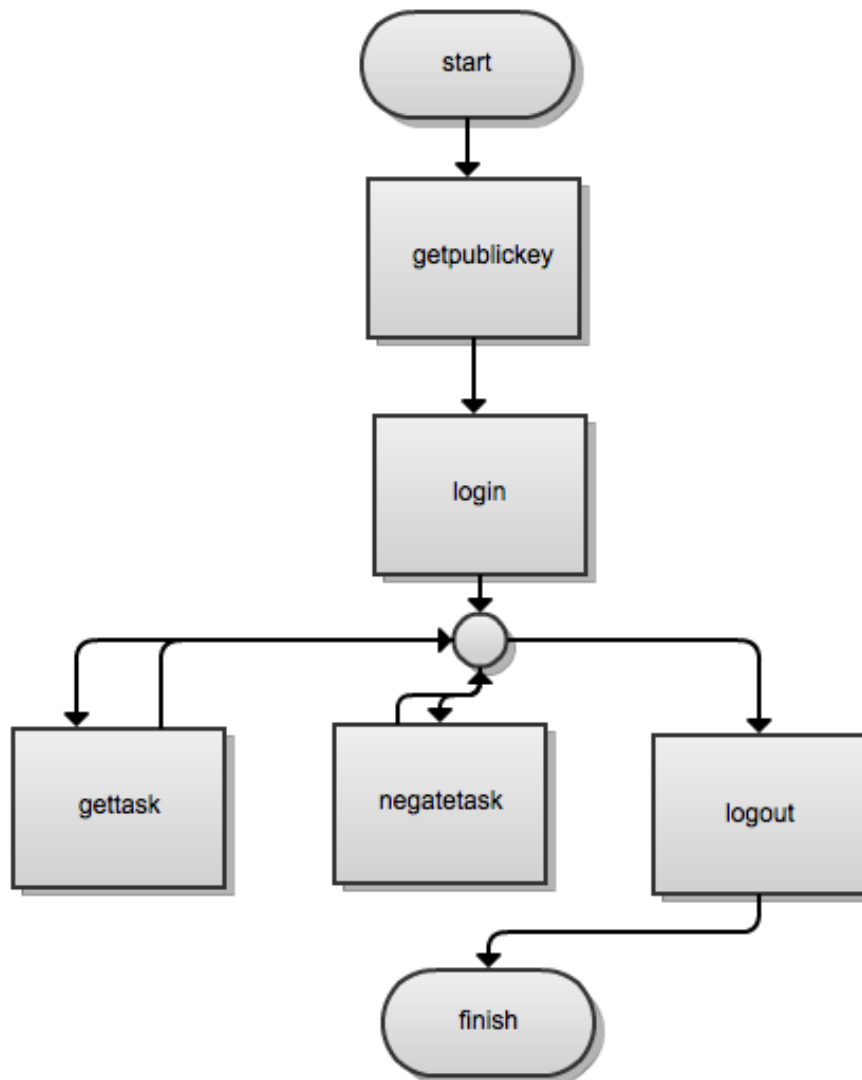 start
getpublickey
login
gettask
negatetask
logout
finish